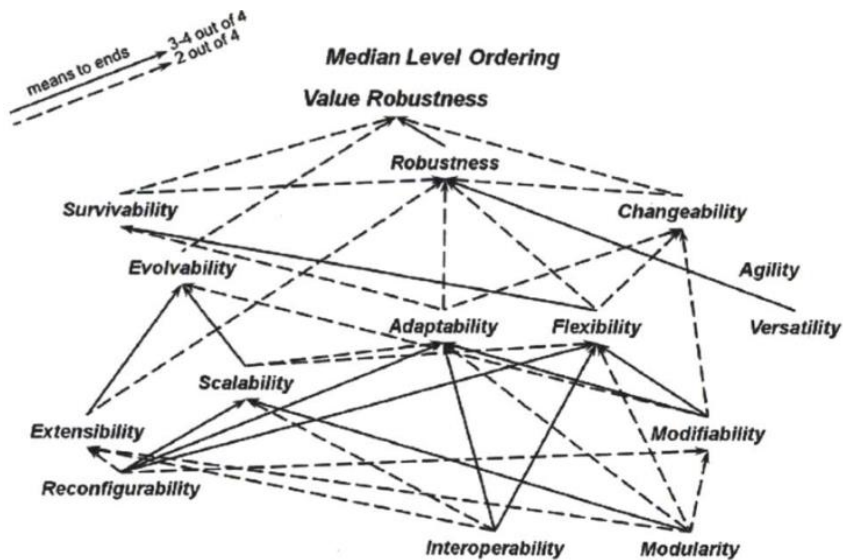 means to ends
3-4 out of 4
2 out of 4
Median Level Ordering
Value Robustness
Robustness
Survivability
Changeability
Evolvability
Agility
Adaptability
Flexibility
Versatility
Scalability
Extensibility
Modifiability
Reconfigurability
Interoperability
Modularity